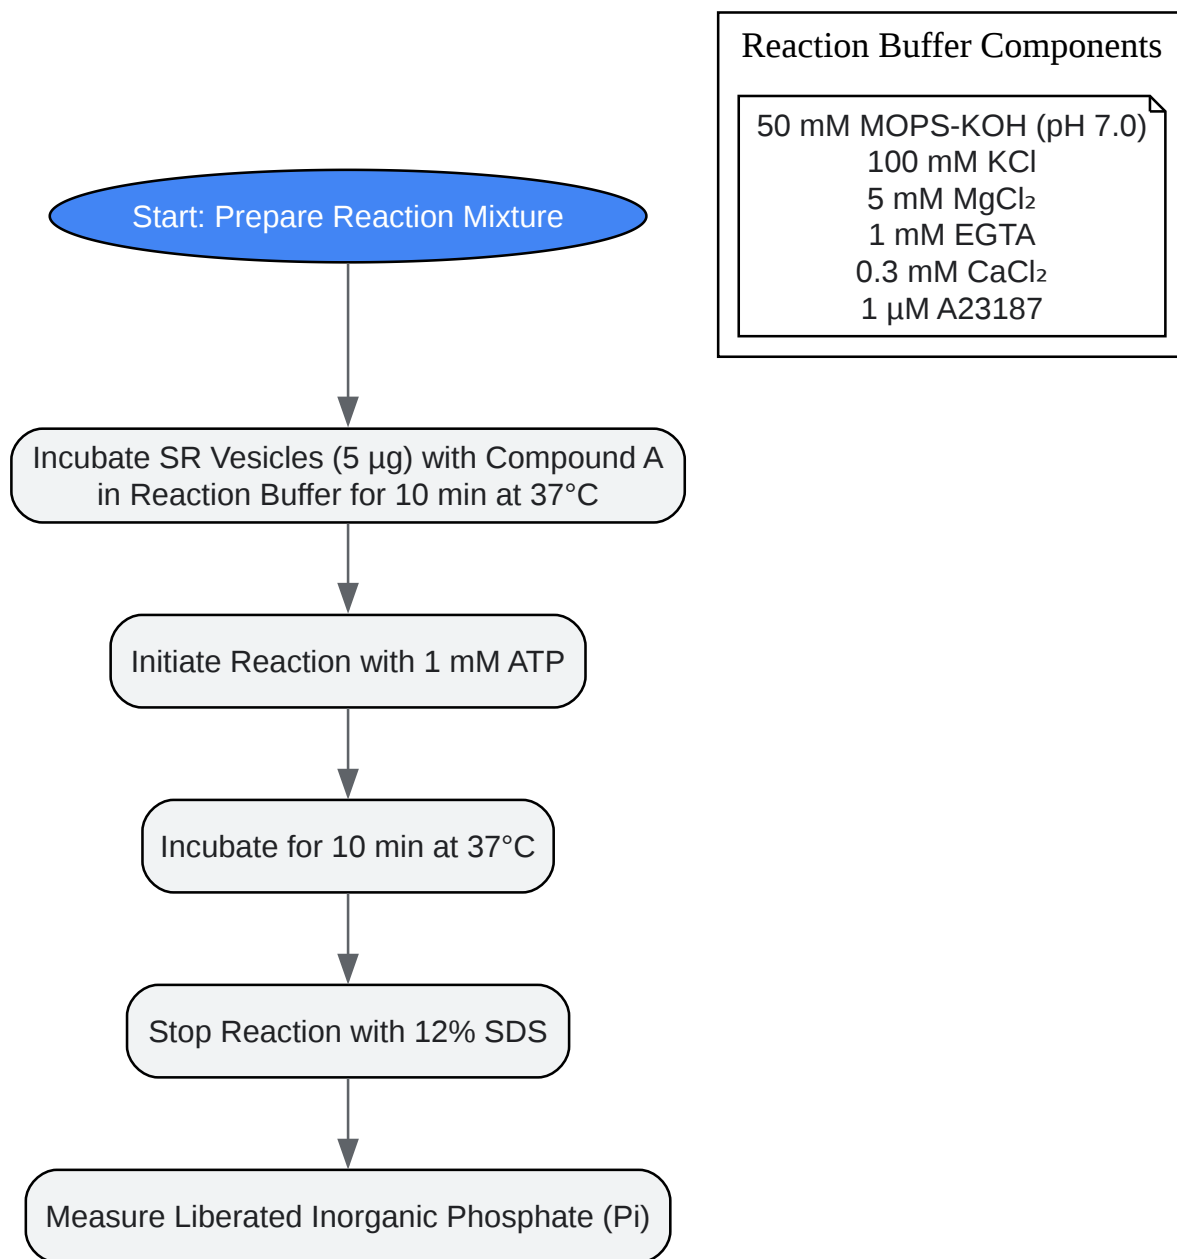 Reaction Buffer Components
50 mM MOPS-KOH (pH 7.0)
100 mM KCl
5 mM MgCl₂
1 mM EGTA
0.3 mM CaCl₂
1 µM A23187
Start: Prepare Reaction Mixture
Incubate SR Vesicles (5 µg) with Compound A
in Reaction Buffer for 10 min at 37°C
Initiate Reaction with 1 mM ATP
Incubate for 10 min at 37°C
Stop Reaction with 12% SDS
Measure Liberated Inorganic Phosphate (Pi)